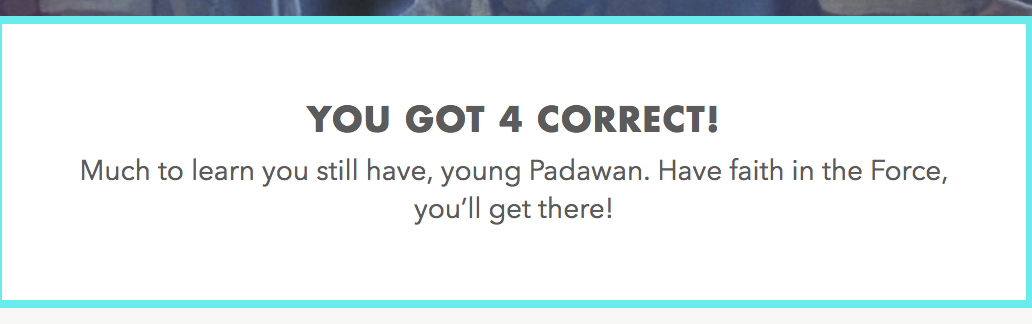 YOU GOT 4 CORRECT!
Much to learn you still have, young Padawan. Have faith in the Force,
you’ll get there!